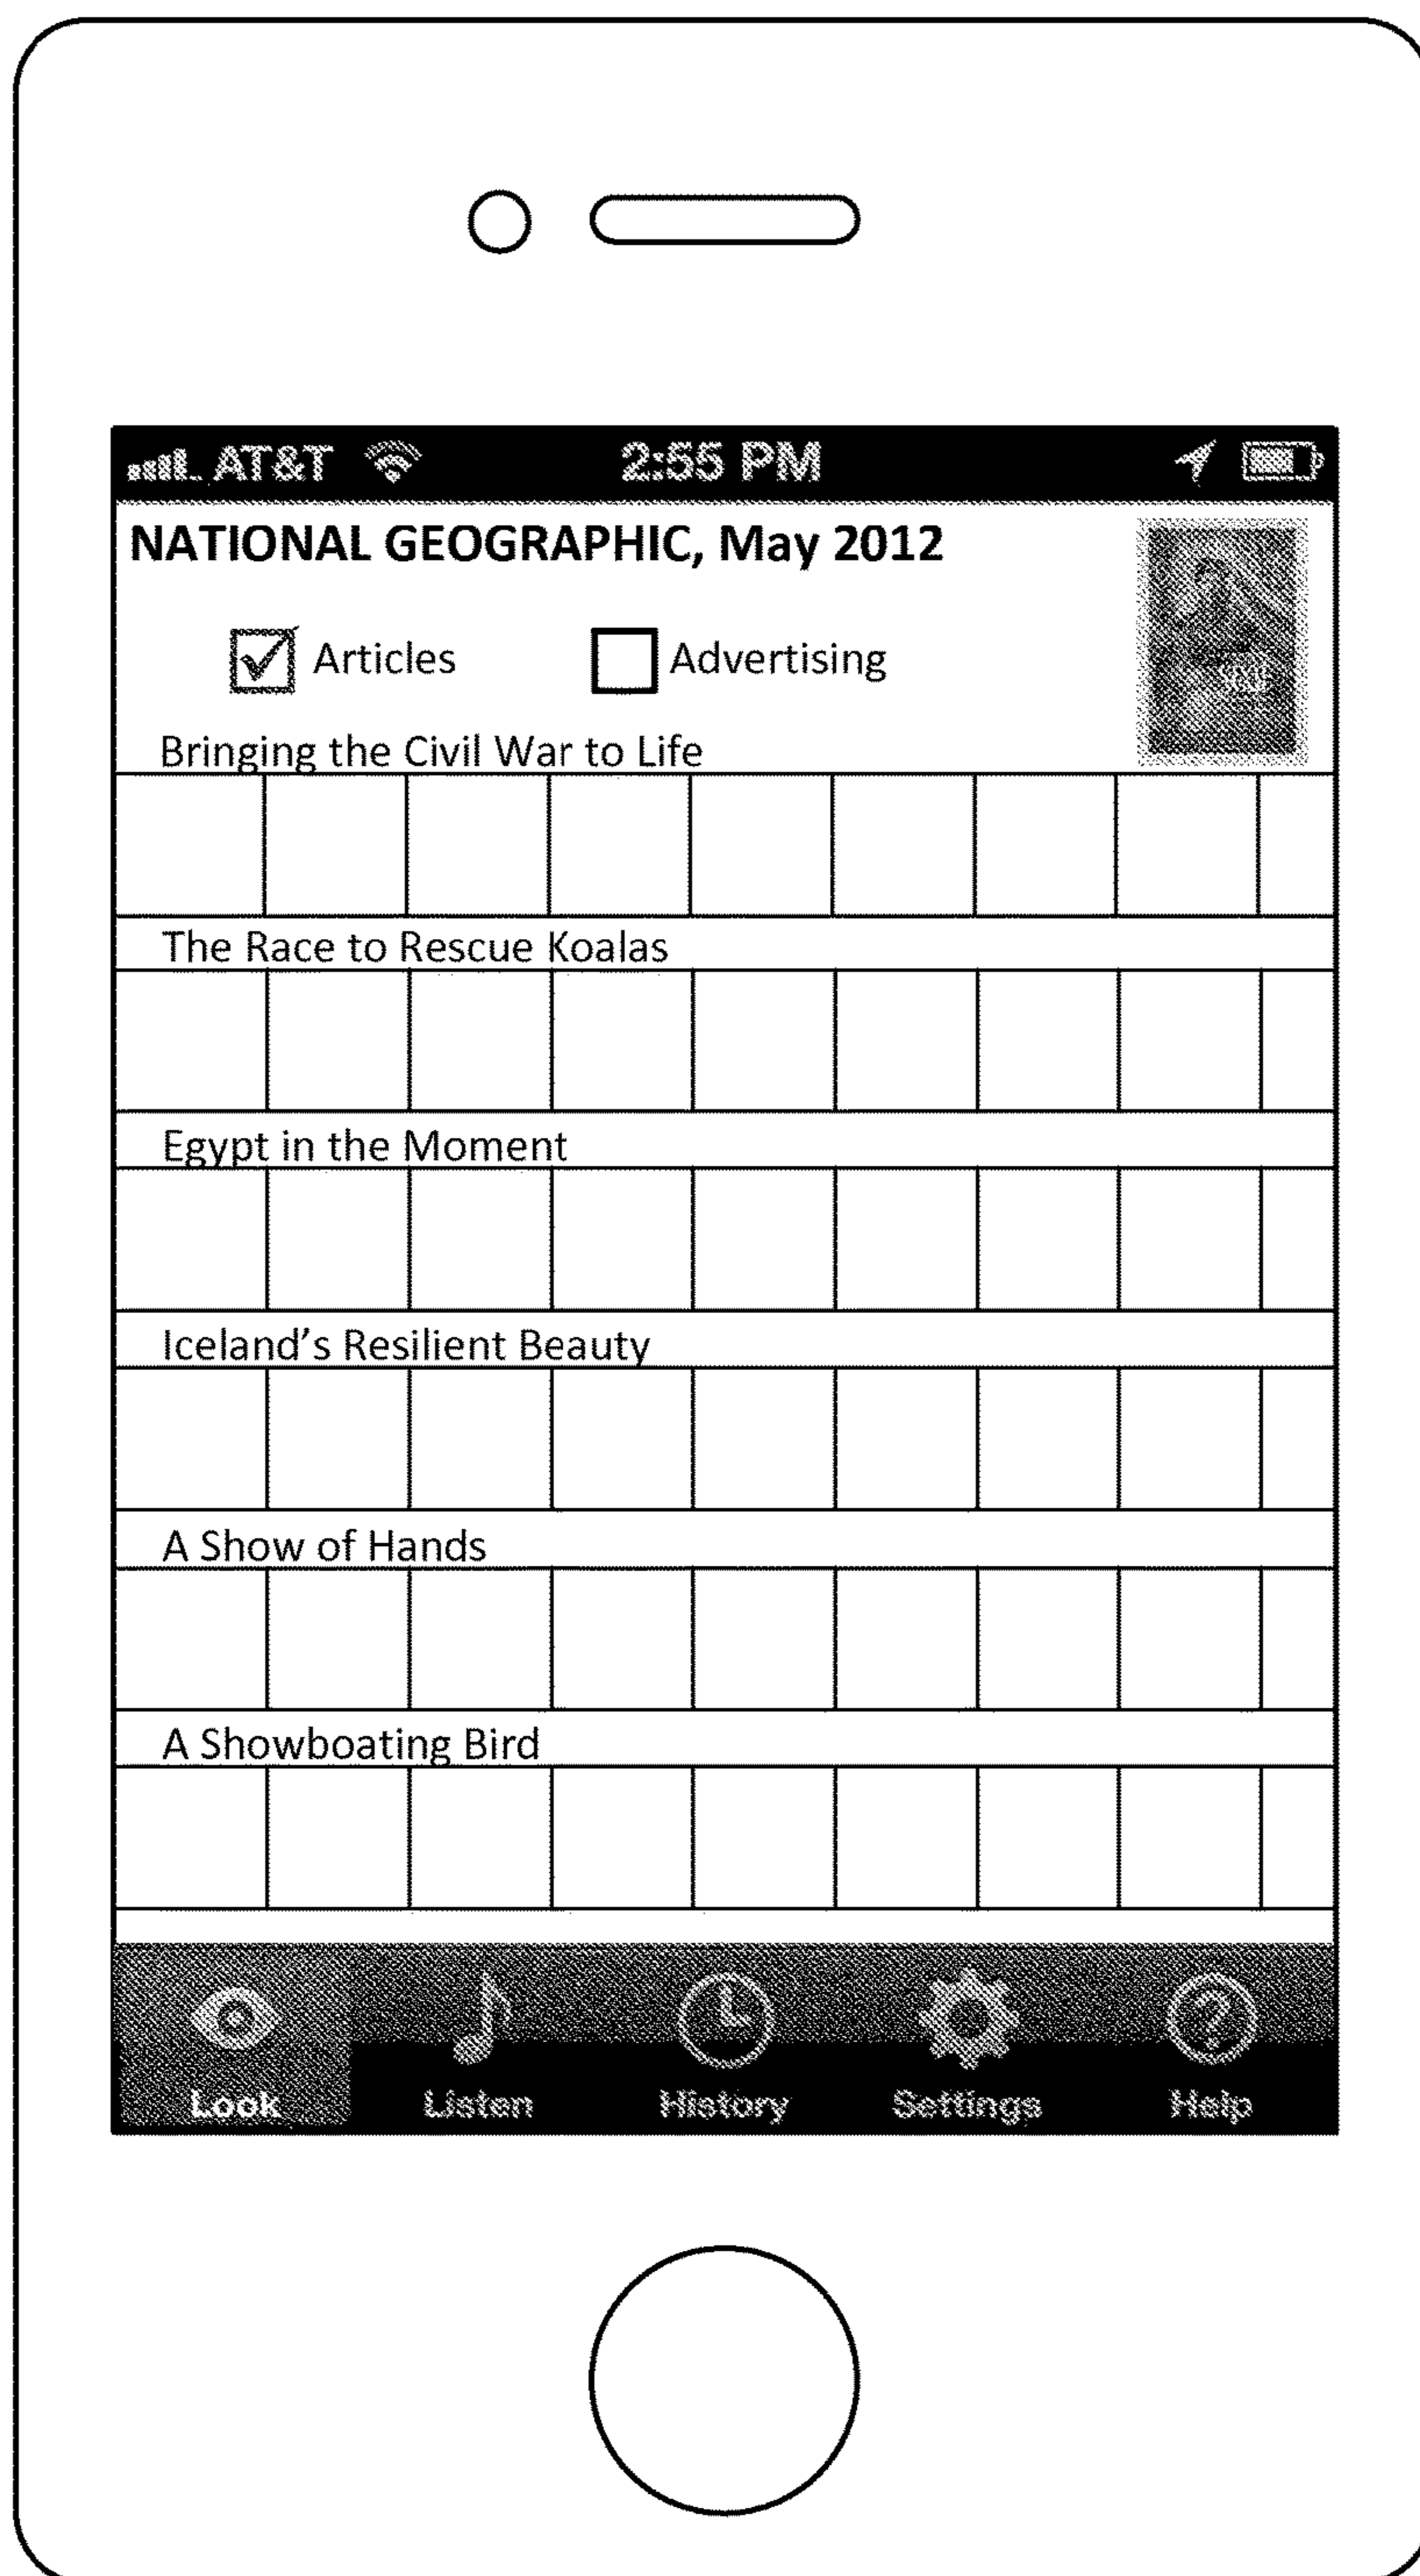 AT&T 2:55 PM
NATIONAL GEOGRAPHIC, May 2012
Articles Advertising
Bringing the Civil War to Life
The Race to Rescue Koalas
Egypt in the Moment
Iceland’s Resilient Beauty
A Show of Hands
A Showboating Bird
Look Listen History Settings Help